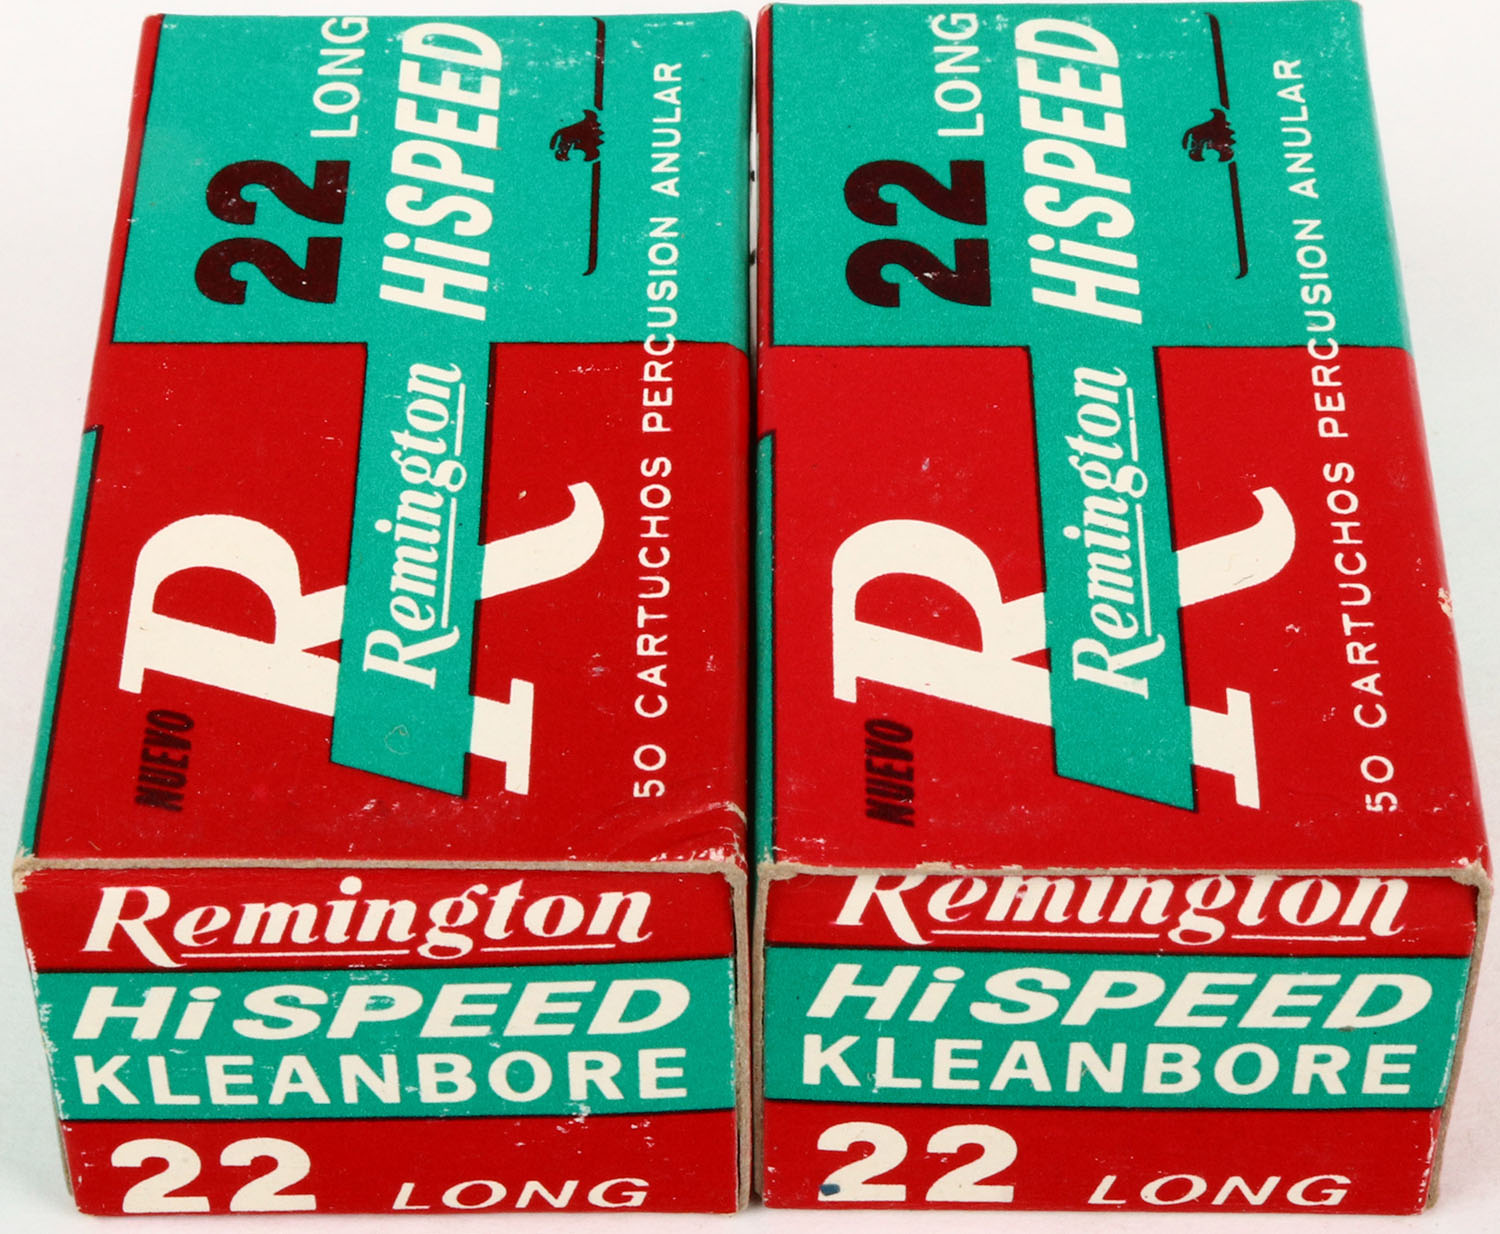 22 LONG
HiSPEED
Remington
R
NUEVO
50 CARTUCHOS PERCUSION ANULAR
Remington
HiSPEED
KLEANBORE
22 LONG
22 LONG
HiSPEED
Remington
R
NUEVO
50 CARTUCHOS PERCUSION ANULAR
Remington
HiSPEED
KLEANBORE
22 LONG